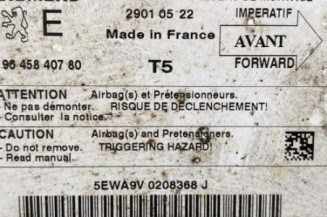 2901 05 22
IMPERATIF
E
Made in France
AVANT
96 458 407 80
T5
FORWARD
ATTENTION Airbag(s) et Prétensionneurs.
- Ne pas démonter. RISQUE DE DECLENCHEMENT!
- Consulter la notice.
CAUTION Airbag(s) and Pretensioners.
- Do not remove. TRIGGERING HAZARD!
- Read manual.
5EWA9V 0208368 J